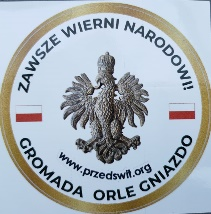 ZAWSZE WIERNI NARODOWI!
www.przedswit.org
GROMADA ORLE GNIAZDO